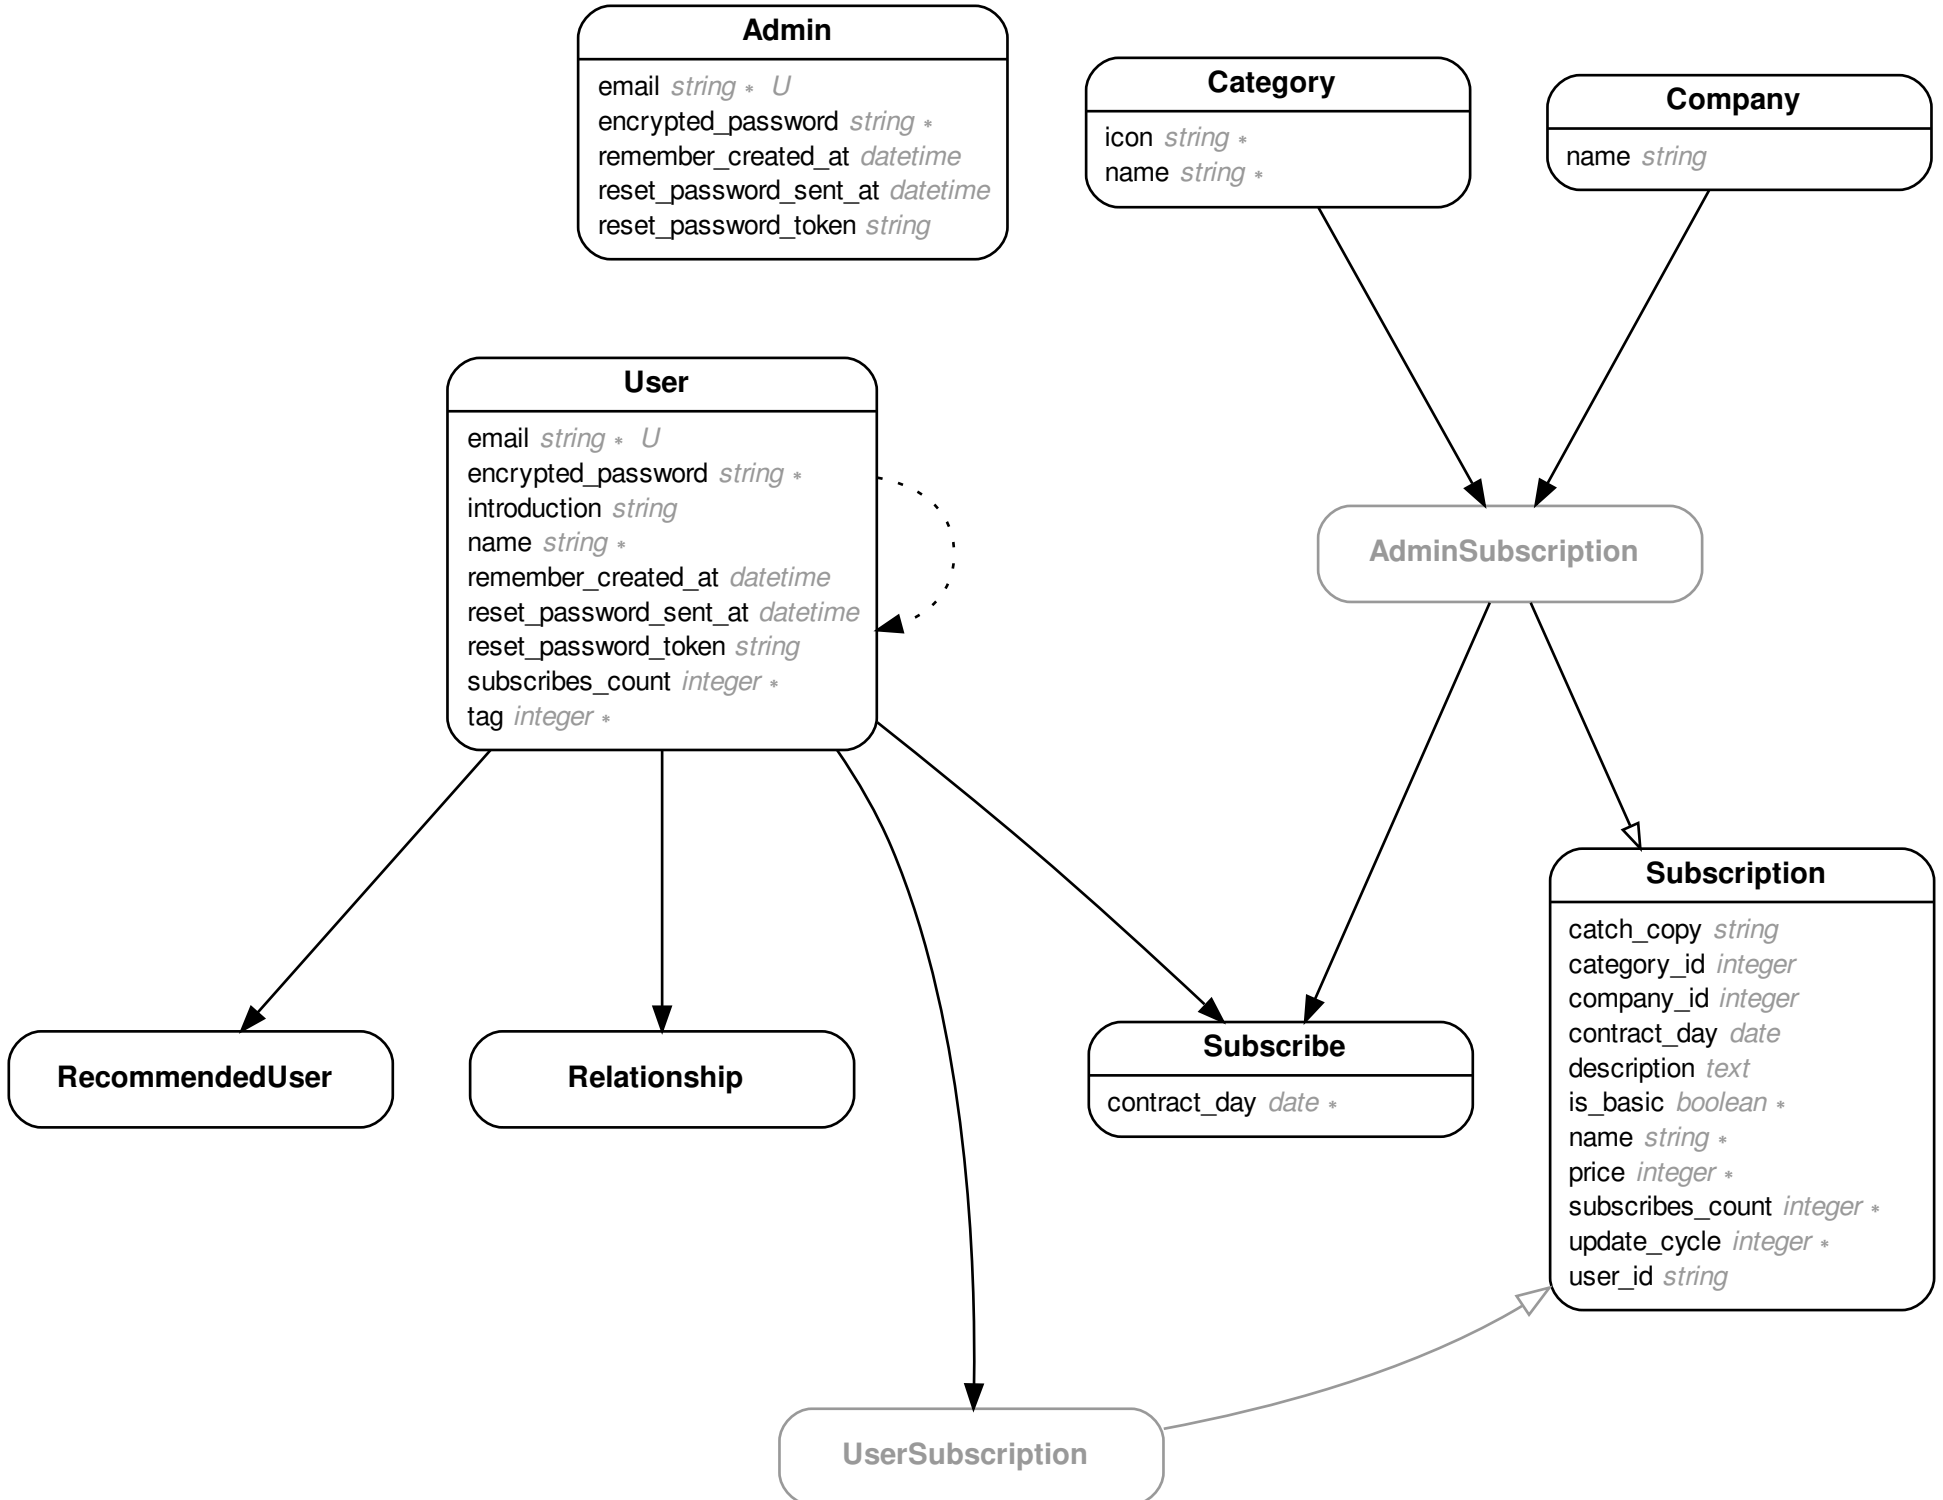 Admin
email string * U
encrypted_password string *
remember_created_at datetime
reset_password_sent_at datetime
reset_password_token string
Category
icon string *
name string *
Company
name string
User
email string * U
encrypted_password string *
introduction string
name string *
remember_created_at datetime
reset_password_sent_at datetime
reset_password_token string
subscribes_count integer *
tag integer *
AdminSubscription
Subscription
catch_copy string
category_id integer
company_id integer
contract_day date
description text
is_basic boolean *
name string *
price integer *
subscribes_count integer *
update_cycle integer *
user_id string
RecommendedUser
Relationship
Subscribe
contract_day date *
UserSubscription